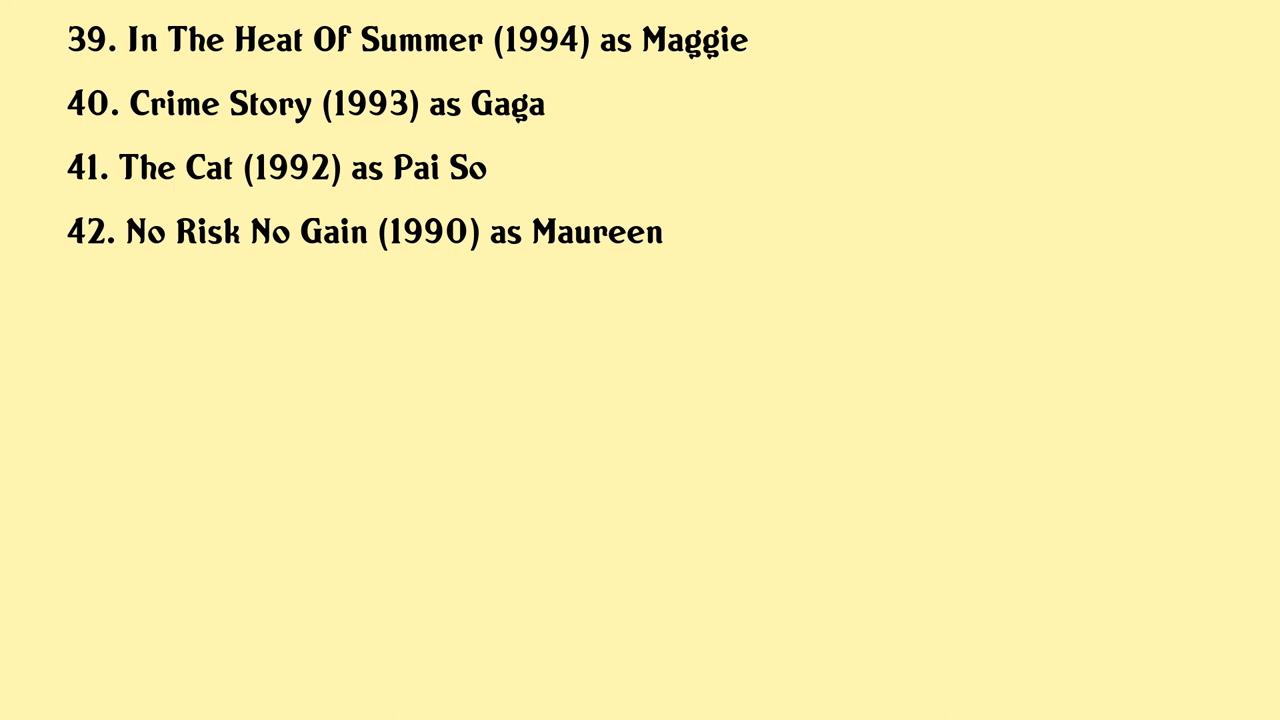 39. In The Heat Of Summer (1994) as Maggie
40. Crime Story (1993) as Gaga
41. The Cat (1992) as Pai So
42. No Risk No Gain (1990) as Maureen